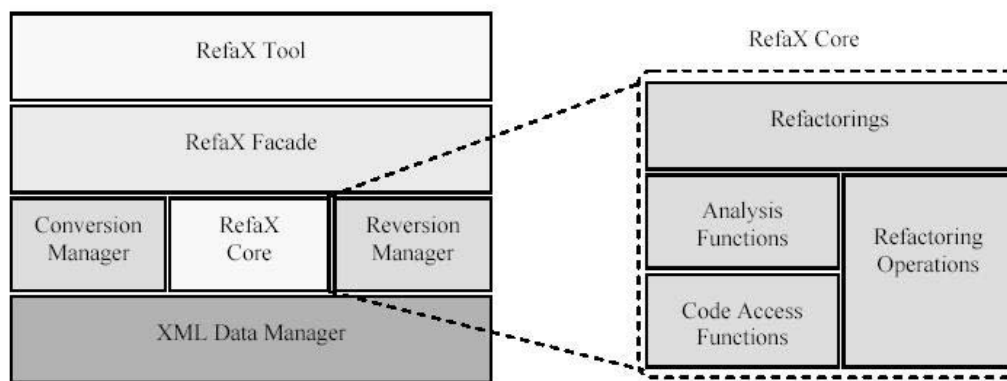 RefaX Tool
RefaX Facade
Conversion
Manager
RefaX
Core
Reversion
Manager
XML Data Manager
RefaX Core
Refactorings
Analysis
Functions
Refactoring
Operations
Code Access
Functions